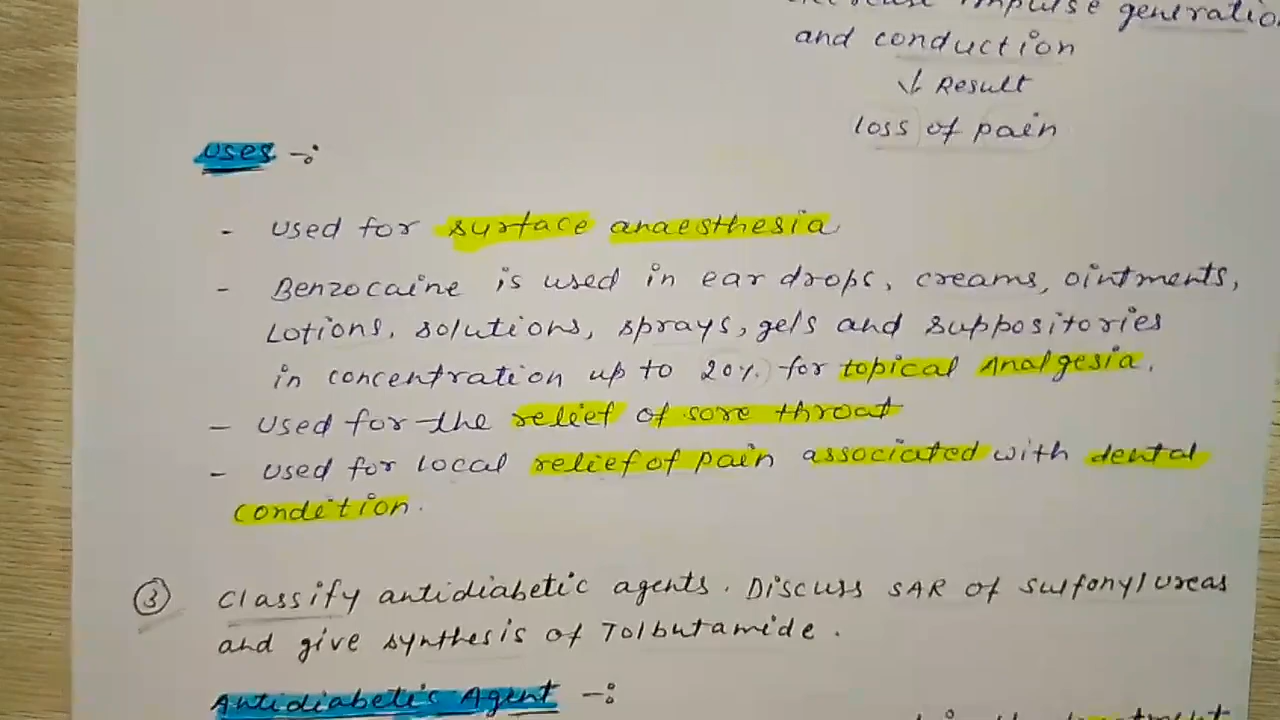 impulse generation
and conduction
↓ Result
loss of pain
Uses -:
- Used for surface anaesthesia
- Benzocaine is used in ear drops, creams, ointments,
Lotions, solutions, sprays, gels and suppositories
in concentration up to 20% for topical Analgesia.
- Used for the relief of sore throat
- Used for local relief of pain associated with dental
condition.
③ Classify antidiabetic agents. Discuss SAR of sulfonylureas
and give synthesis of Tolbutamide.
Antidiabetic Agent -: